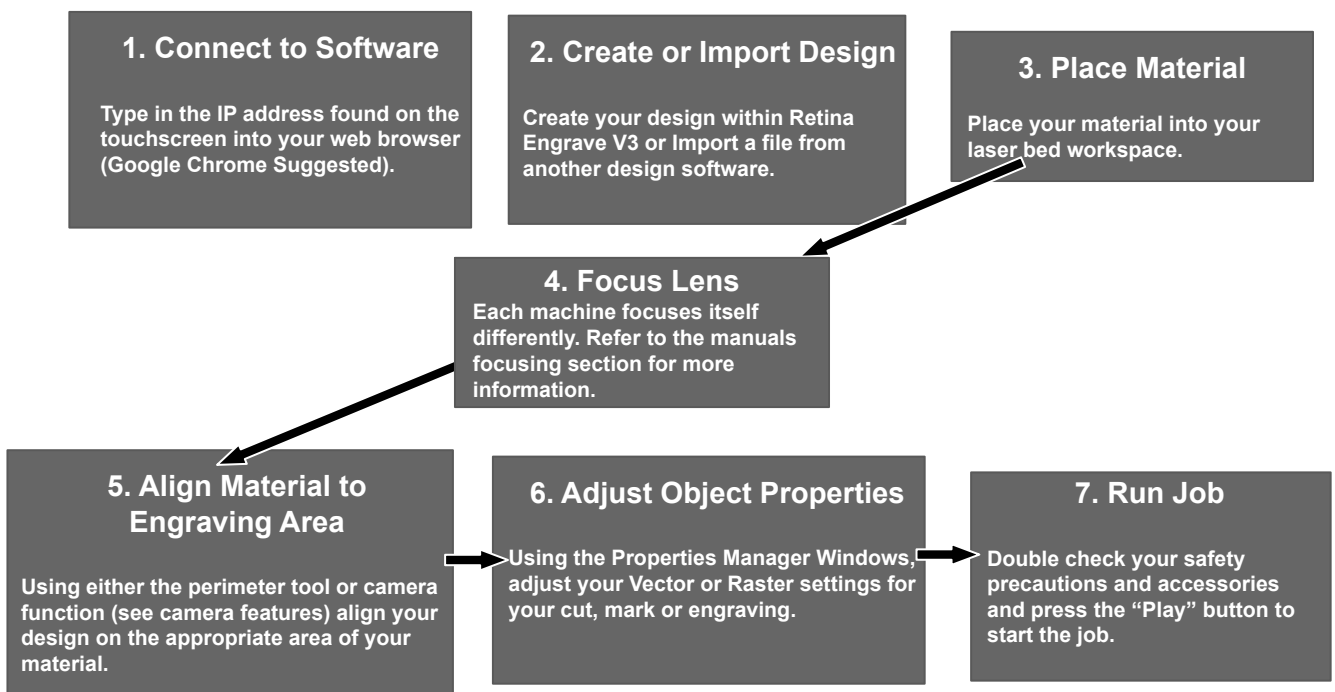 1. Connect to Software
Type in the IP address found on the
touchscreen into your web browser
(Google Chrome Suggested).
2. Create or Import Design
Create your design within Retina
Engrave V3 or Import a file from
another design software.
3. Place Material
Place your material into your
laser bed workspace.
4. Focus Lens
Each machine focuses itself
differently. Refer to the manuals
focusing section for more
information.
5. Align Material to
Engraving Area
Using either the perimeter tool or camera
function (see camera features) align your
design on the appropriate area of your
material.
6. Adjust Object Properties
Using the Properties Manager Windows,
adjust your Vector or Raster settings for
your cut, mark or engraving.
7. Run Job
Double check your safety
precautions and accessories
and press the “Play” button to
start the job.